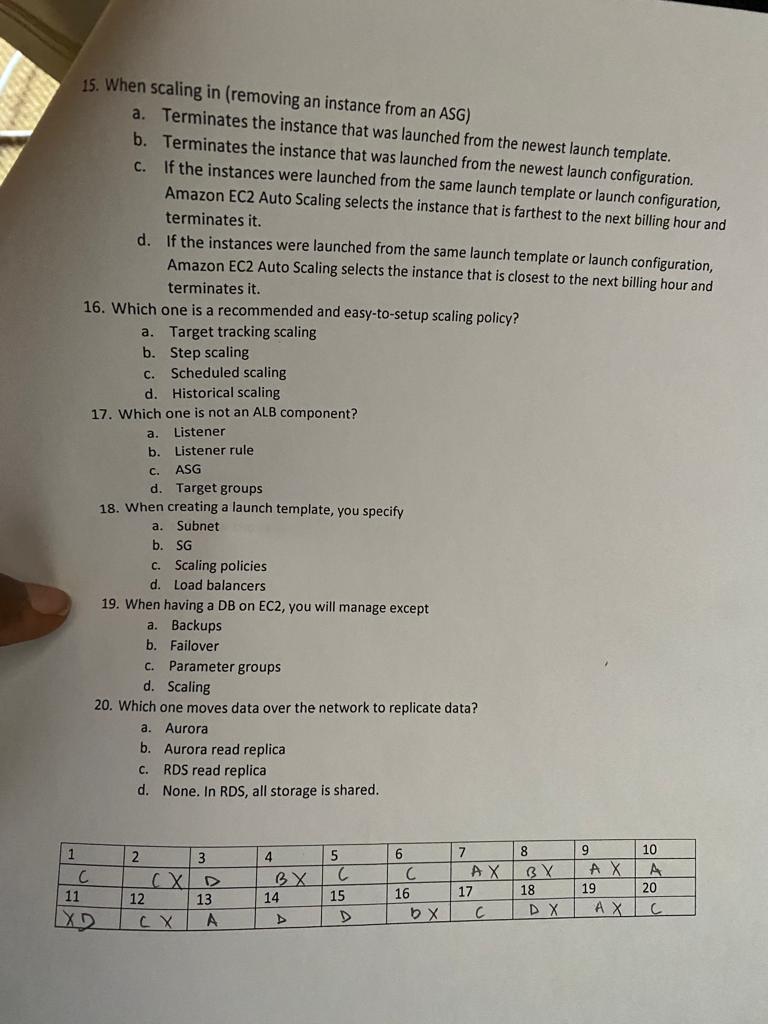 15. When scaling in (removing an instance from an ASG)
a. Terminates the instance that was launched from the newest launch template.
b. Terminates the instance that was launched from the newest launch configuration.
c. If the instances were launched from the same launch template or launch configuration,
Amazon EC2 Auto Scaling selects the instance that is farthest to the next billing hour and
terminates it.
d. If the instances were launched from the same launch template or launch configuration,
Amazon EC2 Auto Scaling selects the instance that is closest to the next billing hour and
terminates it.
16. Which one is a recommended and easy-to-setup scaling policy?
a. Target tracking scaling
b. Step scaling
c. Scheduled scaling
d. Historical scaling
17. Which one is not an ALB component?
a. Listener
b. Listener rule
c. ASG
d. Target groups
18. When creating a launch template, you specify
a. Subnet
b. SG
c. Scaling policies
d. Load balancers
19. When having a DB on EC2, you will manage except
a. Backups
b. Failover
c. Parameter groups
d. Scaling
20. Which one moves data over the network to replicate data?
a. Aurora
b. Aurora read replica
c. RDS read replica
d. None. In RDS, all storage is shared.
1 2 3 4 5 6 7 8 9 10
C C X D B X C C A X B X A X A
11 12 13 14 15 16 17 18 19 20
X D C X A D D b X C D X A X C